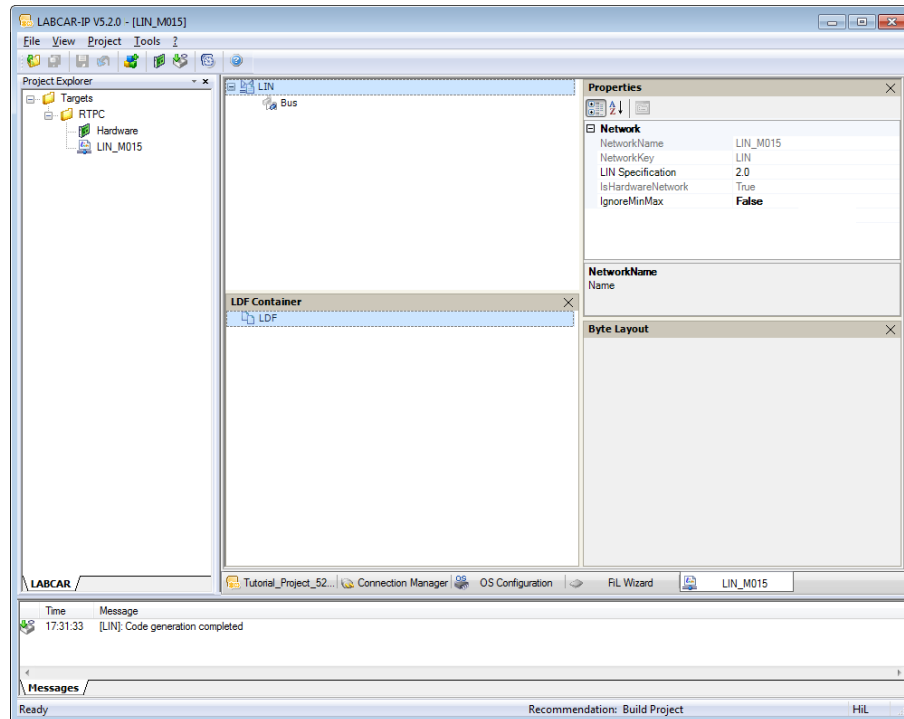 LABCAR-IP V5.2.0 - [LIN_M015]
File View Project Tools ?
Project Explorer
Targets
RTPC
Hardware
LIN_M015
LABCAR
LIN
Bus
LDF Container
LDF
Properties
Network
NetworkName LIN_M015
NetworkKey LIN
LIN Specification 2.0
IsHardwareNetwork True
IgnoreMinMax False
NetworkName
Name
Byte Layout
Tutorial_Project_52... Connection Manager OS Configuration FiL Wizard LIN_M015
Time Message
17:31:33 [LIN]: Code generation completed
Messages
Ready Recommendation: Build Project HiL